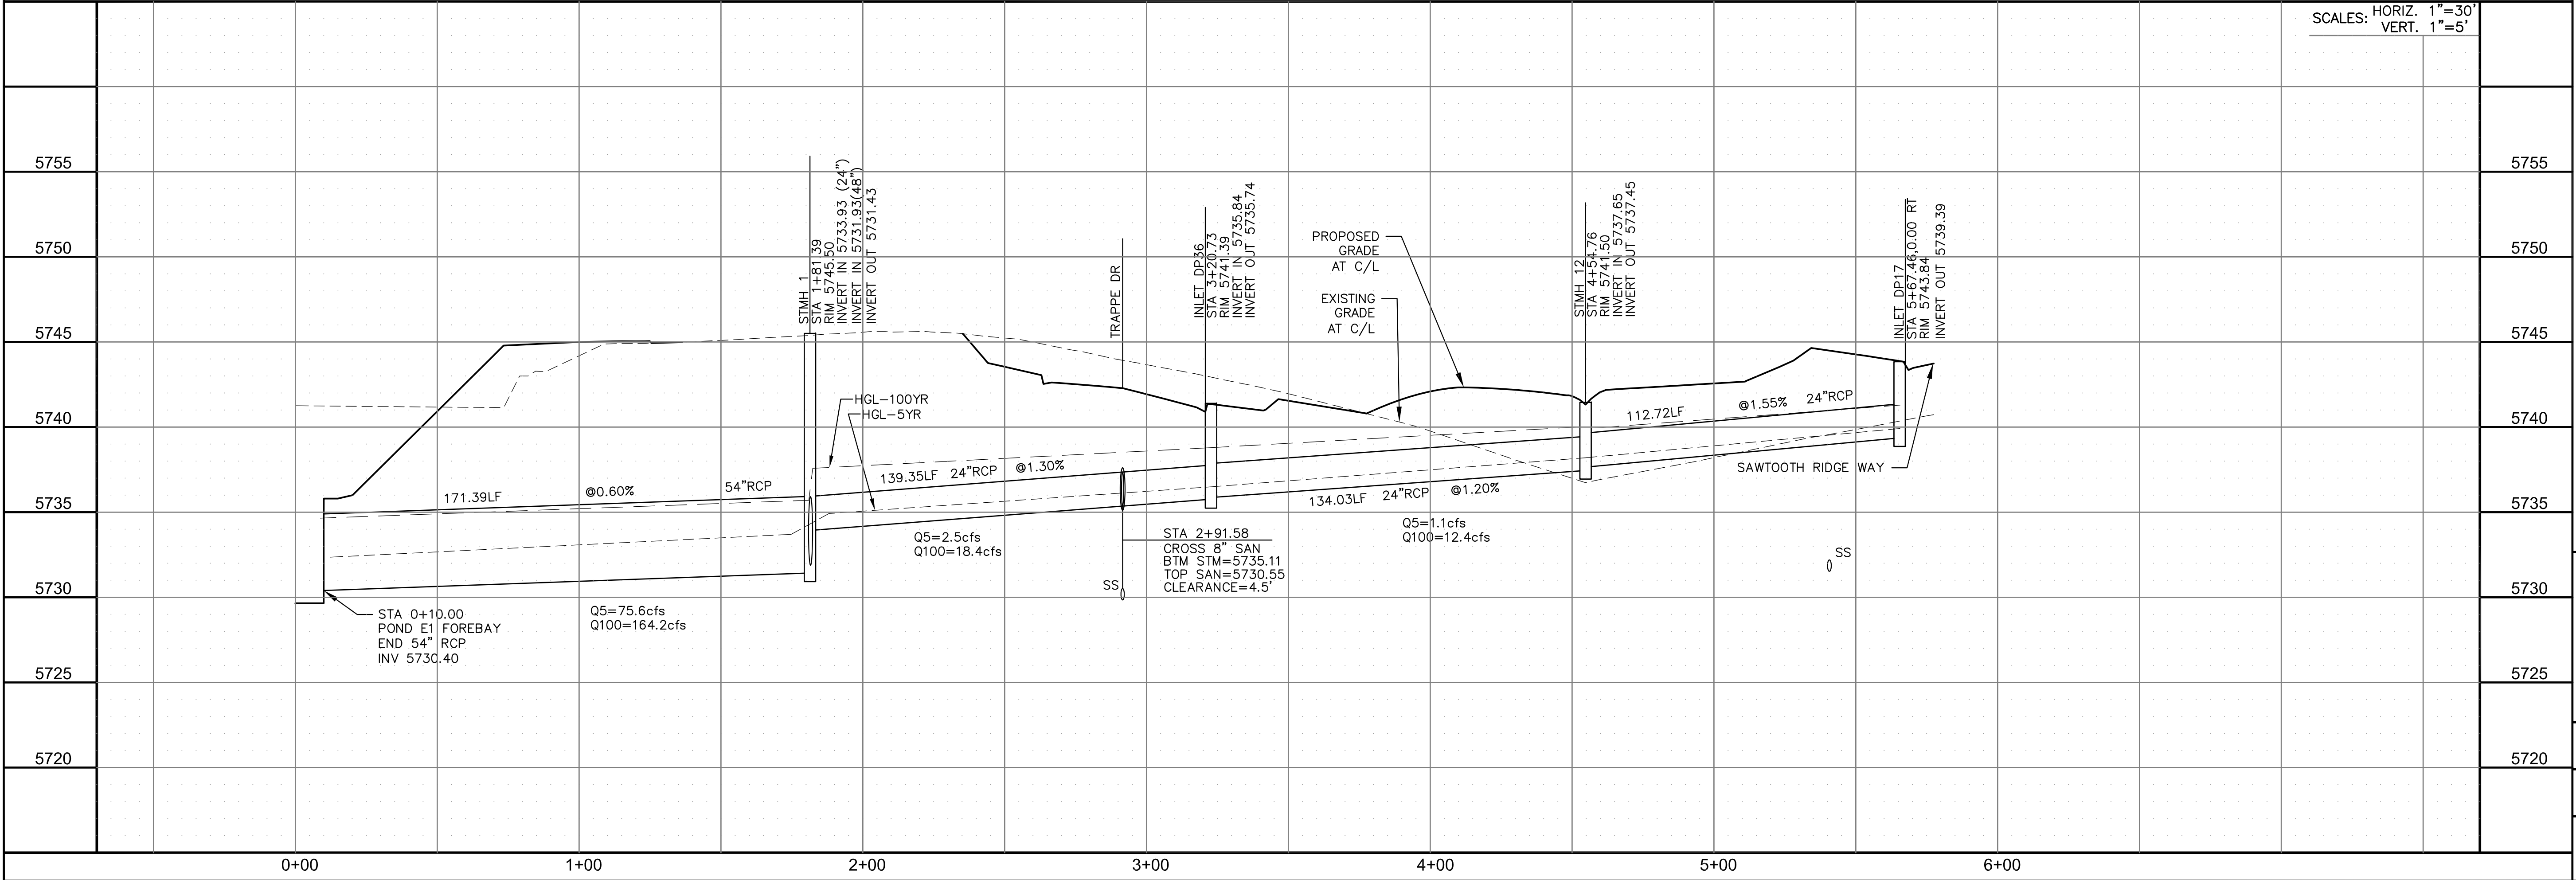 SCALES: HORIZ. 1"=30'
VERT. 1"=5'
5755
5750
5745
5740
5735
5730
5725
5720
STMH 1
STA 1+81.39
RIM 5745.50
INVERT IN 5733.93 (24")
INVERT IN 5731.93(48")
INVERT OUT 5731.43
TRAPPE DR
INLET DP36
STA 3+20.73
RIM 5741.39
INVERT IN 5735.84
INVERT OUT 5735.74
PROPOSED
GRADE
AT C/L
EXISTING
GRADE
AT C/L
STMH 12
STA 4+54.76
RIM 5741.50
INVERT IN 5737.65
INVERT OUT 5737.45
INLET DP17
STA 5+67.46,0.00 RT
RIM 5743.84
INVERT OUT 5739.39
HGL-100YR
HGL-5YR
171.39LF @0.60% 54"RCP
139.35LF 24"RCP @1.30%
134.03LF 24"RCP @1.20%
112.72LF @1.55% 24"RCP
SAWTOOTH RIDGE WAY
Q5=2.5cfs
Q100=18.4cfs
STA 2+91.58
CROSS 8" SAN
BTM STM=5735.11
TOP SAN=5730.55
CLEARANCE=4.5'
SS
Q5=1.1cfs
Q100=12.4cfs
SS
STA 0+10.00
POND E1 FOREBAY
END 54" RCP
INV 5730.40
Q5=75.6cfs
Q100=164.2cfs
5755
5750
5745
5740
5735
5730
5725
5720
0+00 1+00 2+00 3+00 4+00 5+00 6+00